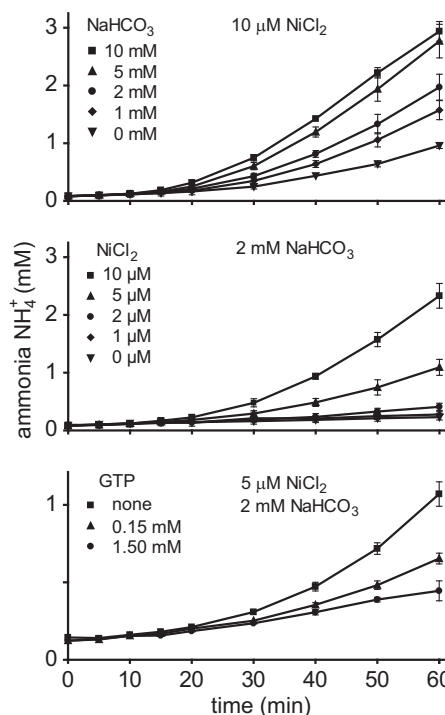 NaHCO₃ 10 µM NiCl₂
10 mM
5 mM
2 mM
1 mM
0 mM
3
2
1
0
NiCl₂ 2 mM NaHCO₃
10 µM
5 µM
2 µM
1 µM
0 µM
3
2
1
0
ammonia NH₄⁺ (mM)
GTP 5 µM NiCl₂
none 2 mM NaHCO₃
0.15 mM
1.50 mM
1
0
0 10 20 30 40 50 60
time (min)